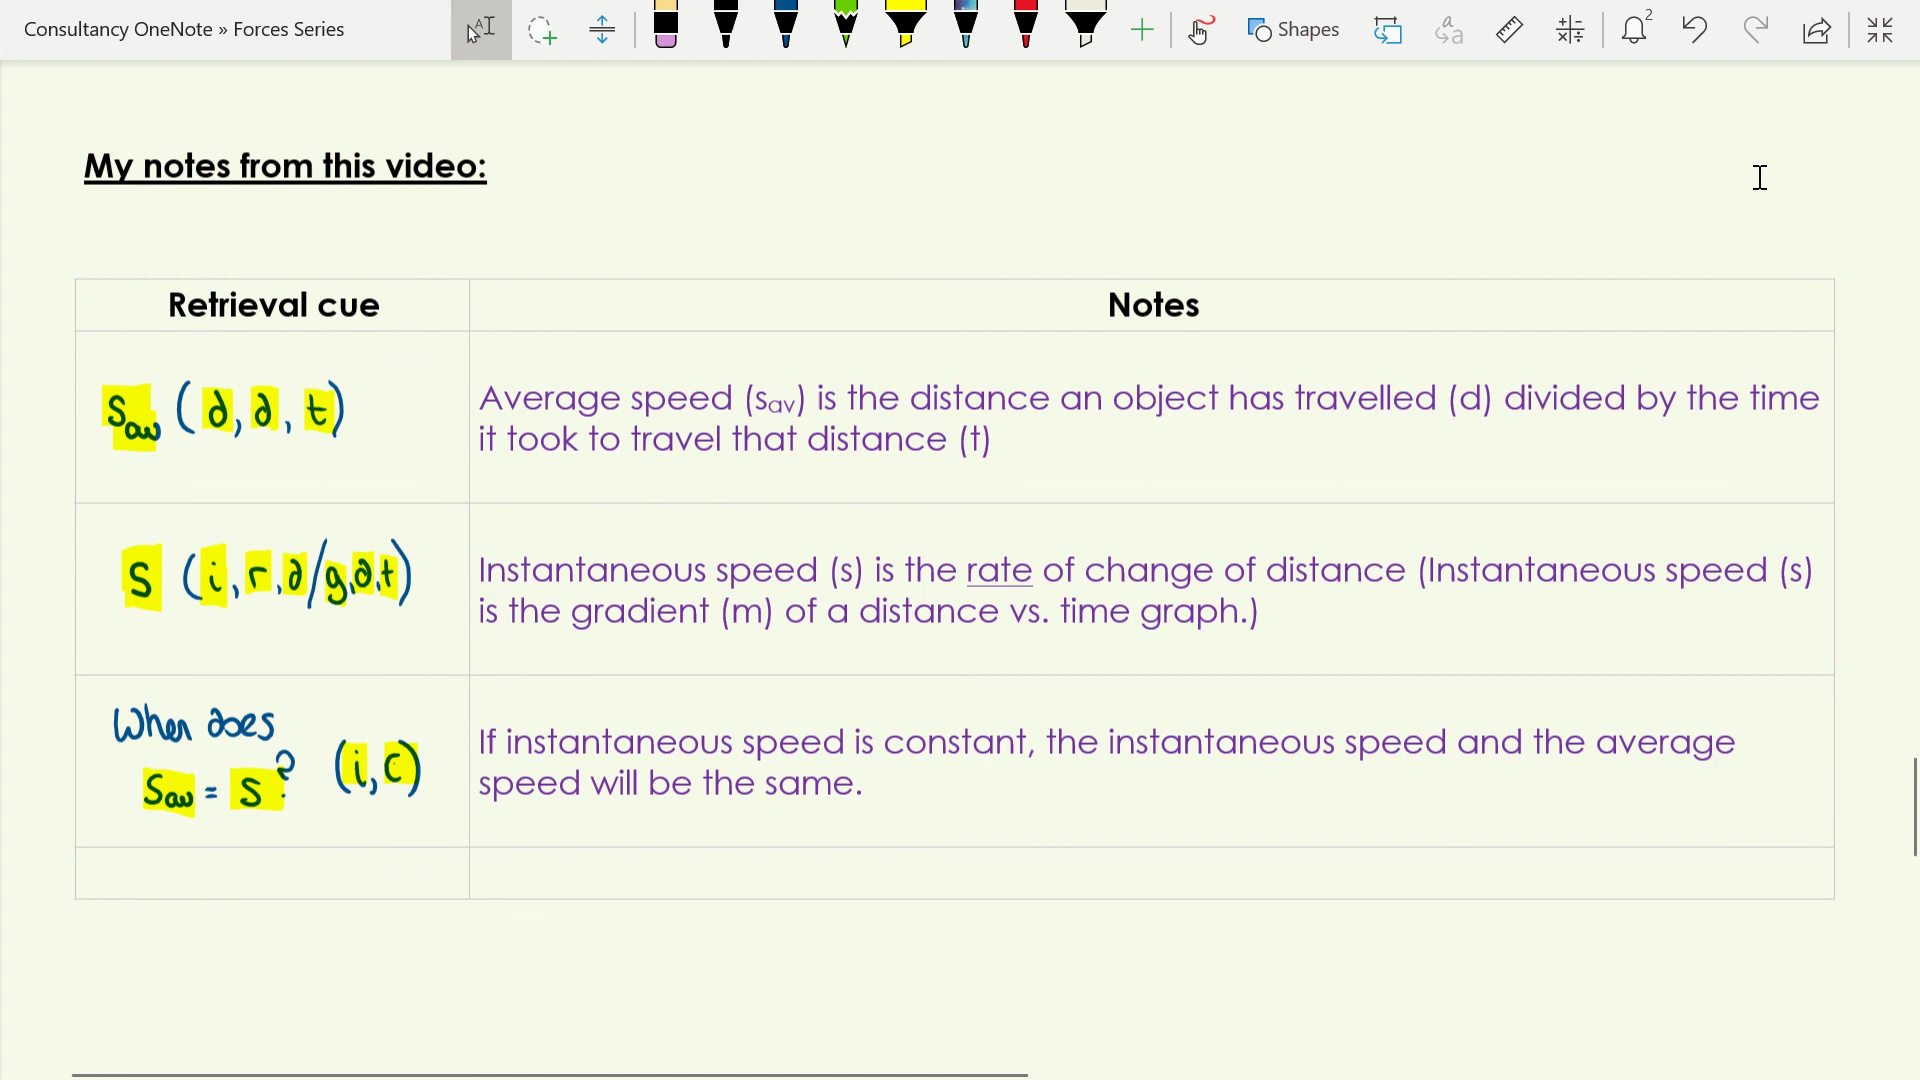 Consultancy OneNote » Forces Series
Shapes
2
My notes from this video:
Retrieval cue
Notes
Sav (d, d, t)
Average speed (sav) is the distance an object has travelled (d) divided by the time
it took to travel that distance (t)
S (i, r, d/g,d,t)
Instantaneous speed (s) is the rate of change of distance (Instantaneous speed (s)
is the gradient (m) of a distance vs. time graph.)
When does
Sav = S? (i, c)
If instantaneous speed is constant, the instantaneous speed and the average
speed will be the same.